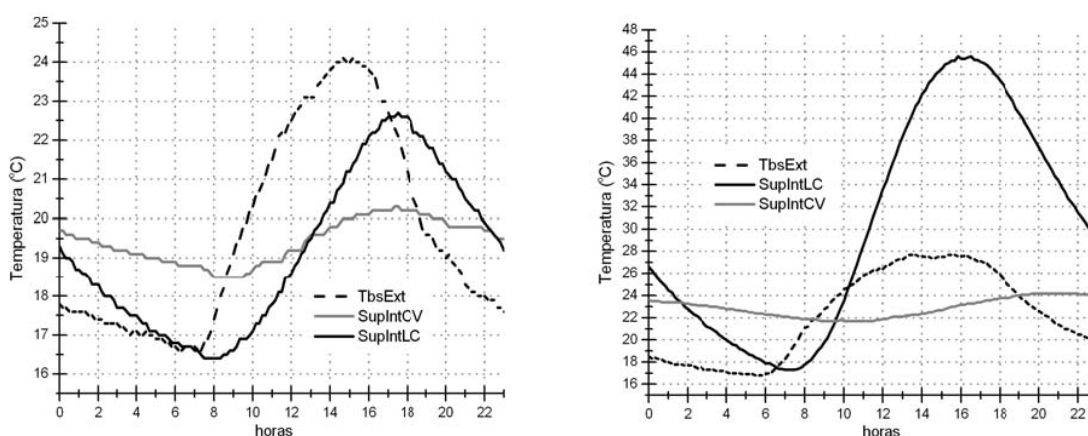 Temperatura (°C)
25
24
23
22
21
20
19
18
17
16
TbsExt
SupIntCV
SupIntLC
0 2 4 6 8 10 12 14 16 18 20 22
horas
Temperatura (°C)
48
46
44
42
40
38
36
34
32
30
28
26
24
22
20
18
16
TbsExt
SupIntLC
SupIntCV
0 2 4 6 8 10 12 14 16 18 20 22
horas